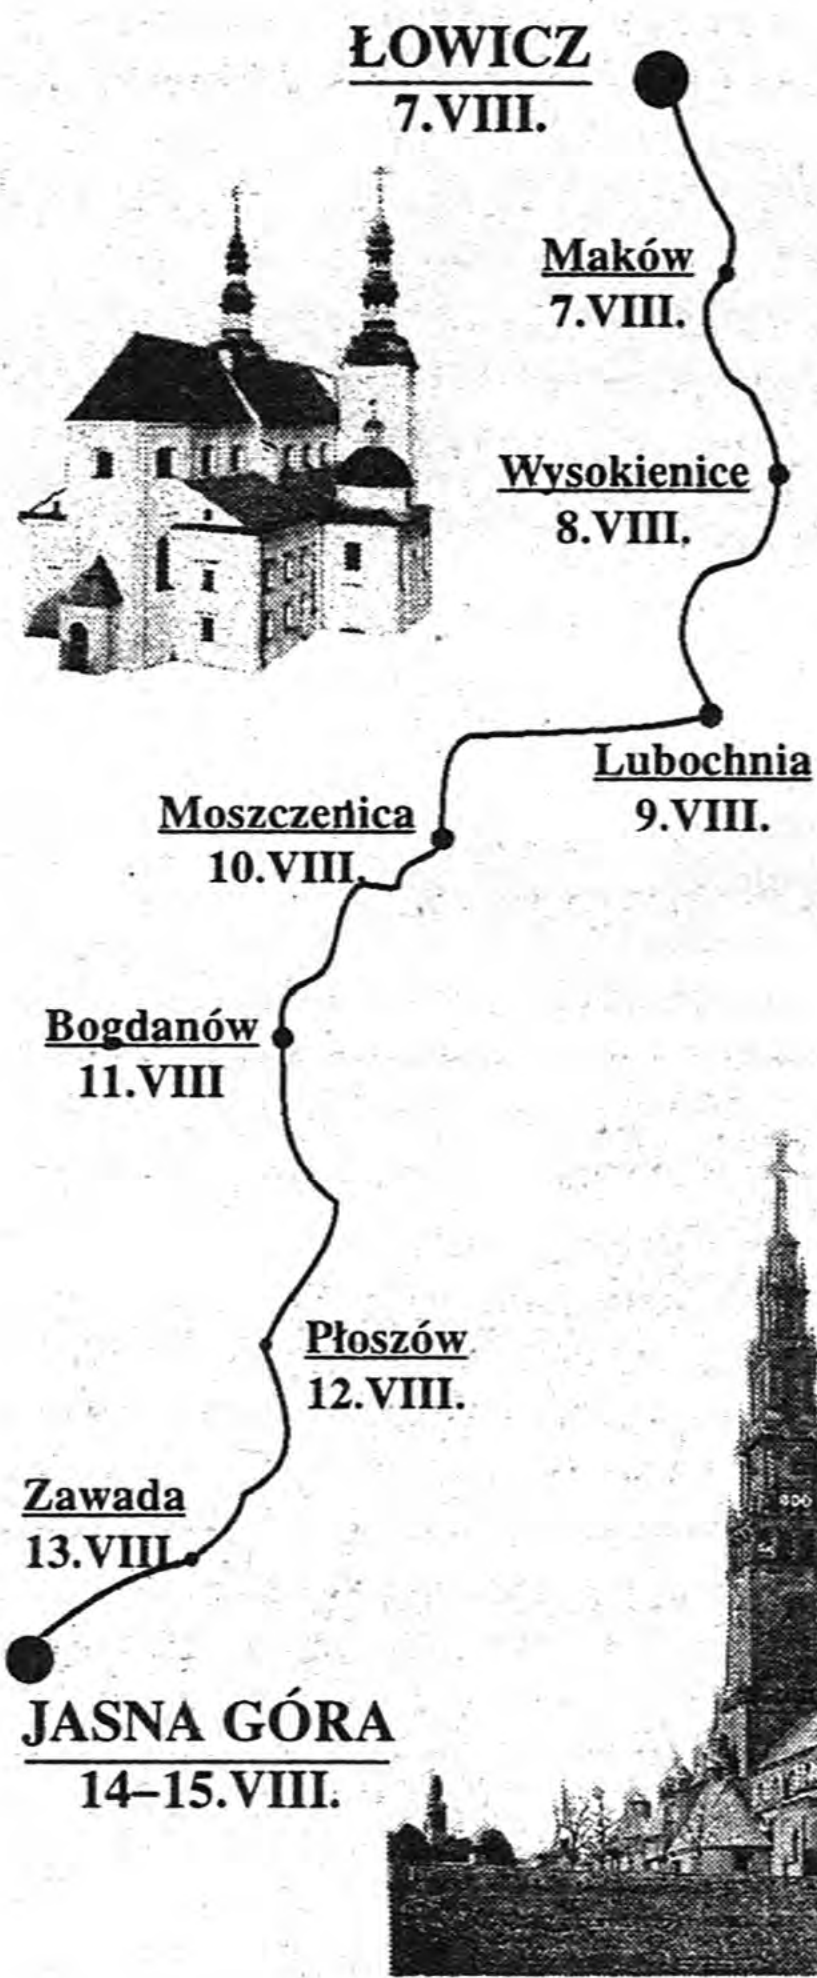 ŁOWICZ
7.VIII.
Maków
7.VIII.
Wysokienice
8.VIII.
Lubochnia
9.VIII.
Moszczenica
10.VIII.
Bogdanów
11.VIII
Płoszów
12.VIII.
Zawada
13.VIII.
JASNA GÓRA
14–15.VIII.